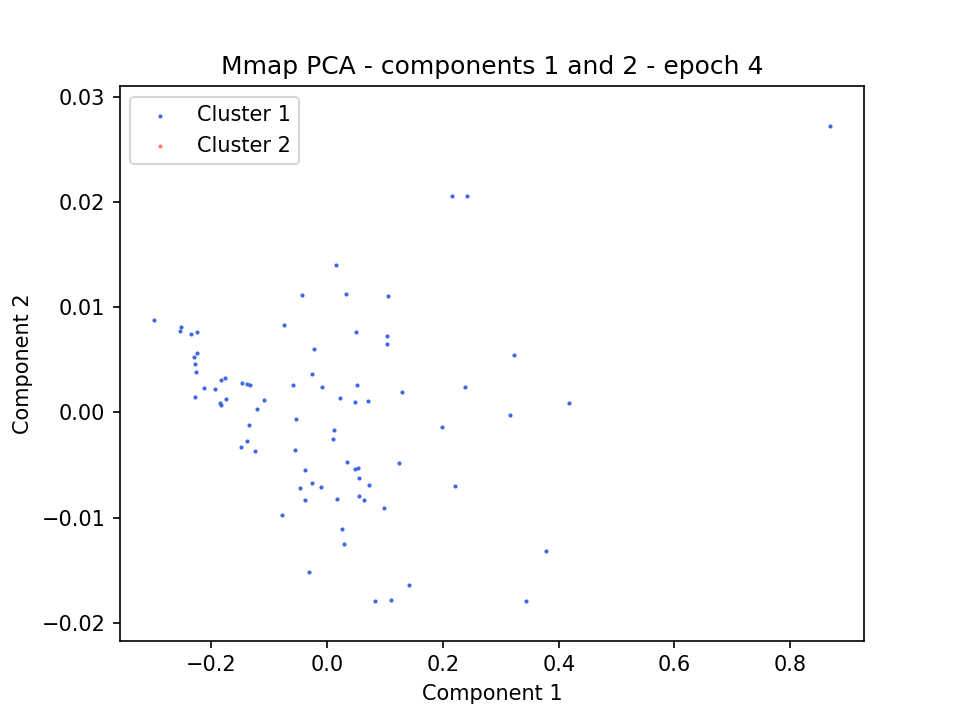 Mmap PCA - components 1 and 2 - epoch 4
Cluster 1
Cluster 2
0.03
0.02
0.01
0.00
−0.01
−0.02
Component 2
−0.2 0.0 0.2 0.4 0.6 0.8
Component 1